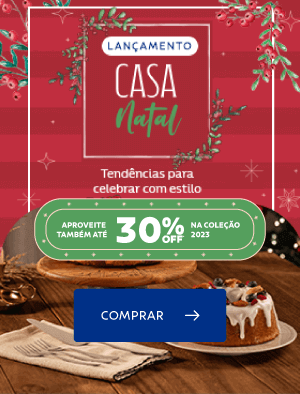 LANÇAMENTO
CASA
Natal
Tendências para
celebrar com estilo
APROVEITE
TAMBÉM ATÉ
30%
OFF
NA COLEÇÃO
2023
COMPRAR →